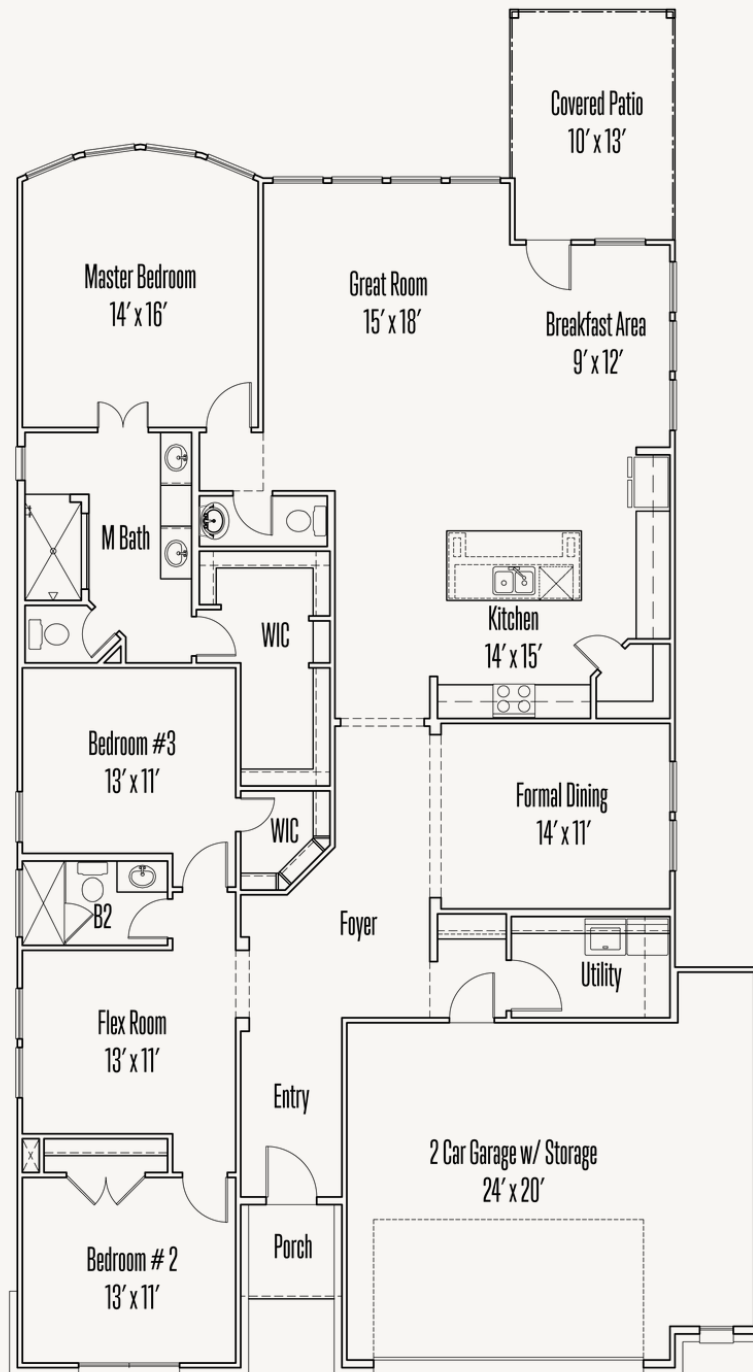 Covered Patio
10′ x 13′
Master Bedroom
14′ x 16′
Great Room
15′ x 18′
Breakfast Area
9′ x 12′
M Bath
WIC
Kitchen
14′ x 15′
Bedroom #3
13′ x 11′
WIC
Formal Dining
14′ x 11′
B2
Foyer
Utility
Flex Room
13′ x 11′
Entry
2 Car Garage w/ Storage
24′ x 20′
Porch
Bedroom # 2
13′ x 11′